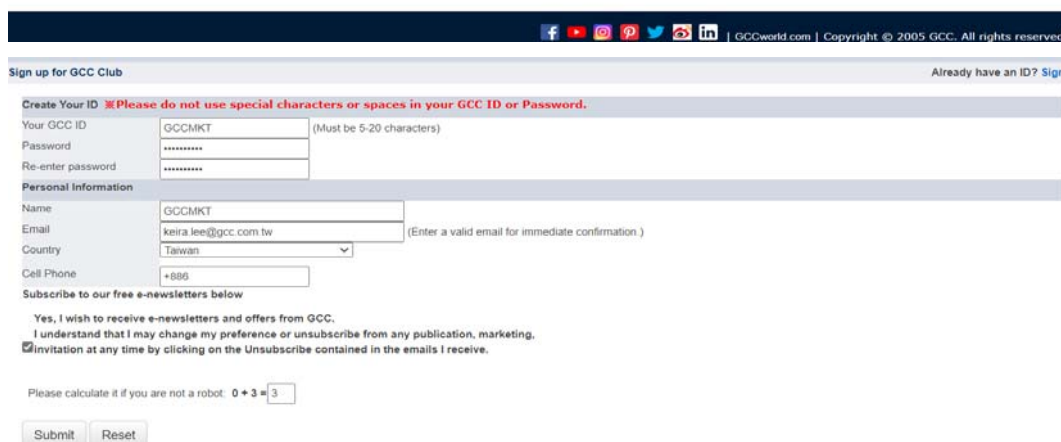 | GCCworld.com | Copyright © 2005 GCC. All rights reserved
Sign up for GCC Club Already have an ID? Sign
Create Your ID ※Please do not use special characters or spaces in your GCC ID or Password.
Your GCC ID GCCMKT (Must be 5-20 characters)
Password ••••••••••
Re-enter password ••••••••••
Personal Information
Name GCCMKT
Email keira.lee@gcc.com.tw (Enter a valid email for immediate confirmation.)
Country Taiwan
Cell Phone +886
Subscribe to our free e-newsletters below
Yes, I wish to receive e-newsletters and offers from GCC.
I understand that I may change my preference or unsubscribe from any publication, marketing,
invitation at any time by clicking on the Unsubscribe contained in the emails I receive.
Please calculate it if you are not a robot: 0 + 3 = 3
Submit Reset